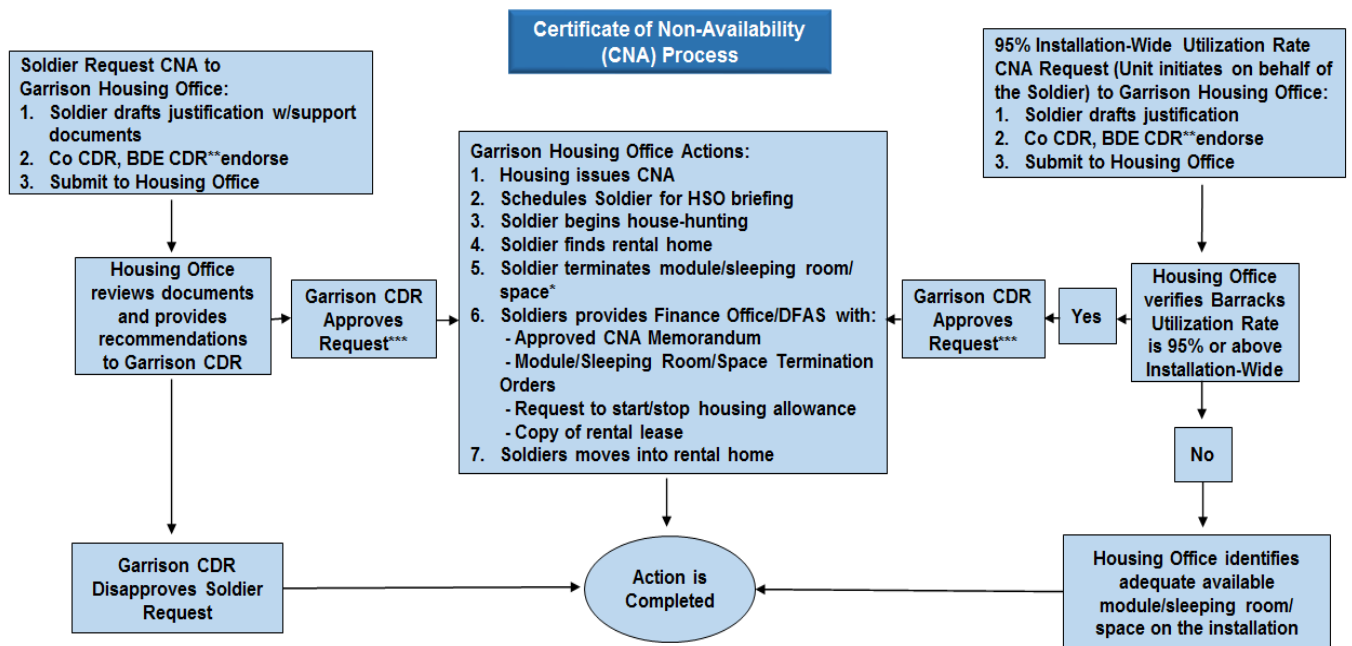 Certificate of Non-Availability
(CNA) Process
Soldier Request CNA to
Garrison Housing Office:
1. Soldier drafts justification w/support
documents
2. Co CDR, BDE CDR**endorse
3. Submit to Housing Office
Housing Office
reviews documents
and provides
recommendations
to Garrison CDR
Garrison CDR
Approves
Request***
Garrison CDR
Disapproves Soldier
Request
Garrison Housing Office Actions:
1. Housing issues CNA
2. Schedules Soldier for HSO briefing
3. Soldier begins house-hunting
4. Soldier finds rental home
5. Soldier terminates module/sleeping room/
space*
6. Soldiers provides Finance Office/DFAS with:
- Approved CNA Memorandum
- Module/Sleeping Room/Space Termination
Orders
- Request to start/stop housing allowance
- Copy of rental lease
7. Soldiers moves into rental home
Action is
Completed
95% Installation-Wide Utilization Rate
CNA Request (Unit initiates on behalf of
the Soldier) to Garrison Housing Office:
1. Soldier drafts justification
2. Co CDR, BDE CDR**endorse
3. Submit to Housing Office
Housing Office
verifies Barracks
Utilization Rate
is 95% or above
Installation-Wide
Yes
Garrison CDR
Approves
Request***
No
Housing Office identifies
adequate available
module/sleeping room/
space on the installation